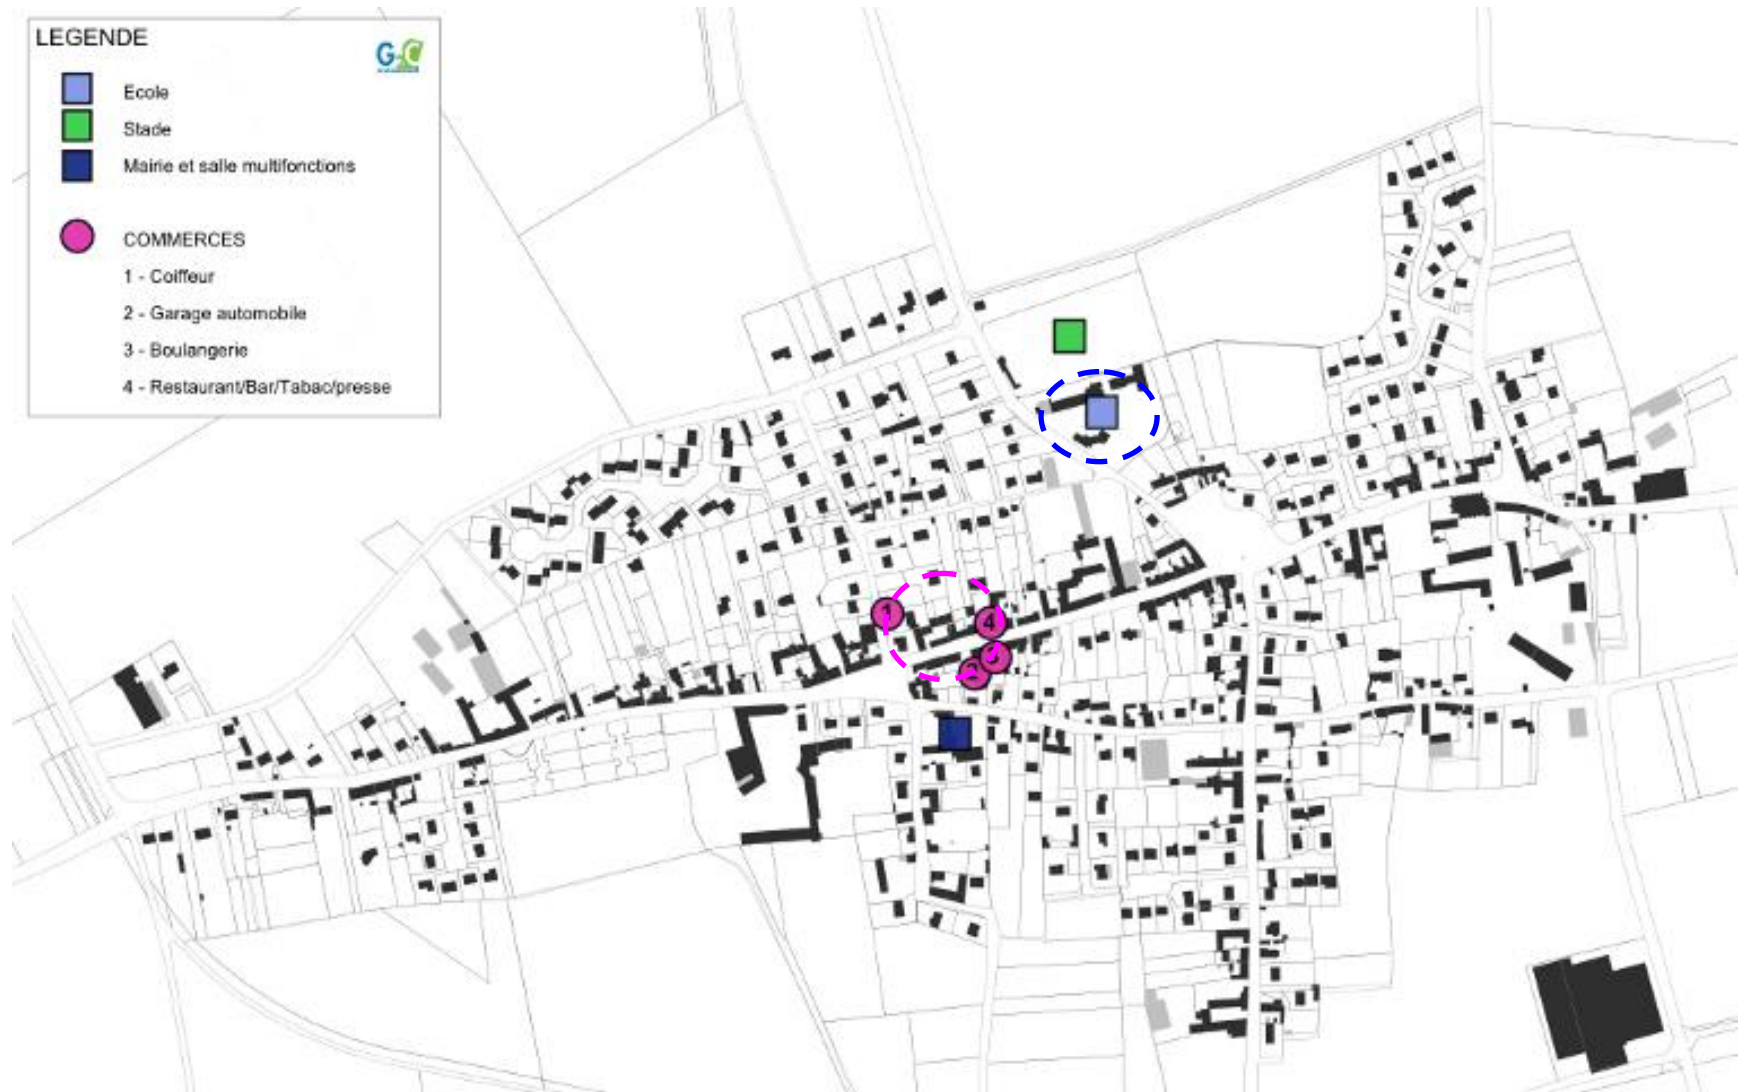 LEGENDE
G2C
Ecole
Stade
Mairie et salle multifonctions
COMMERCES
1 - Coiffeur
2 - Garage automobile
3 - Boulangerie
4 - Restaurant/Bar/Tabac/presse
1
4
3
2